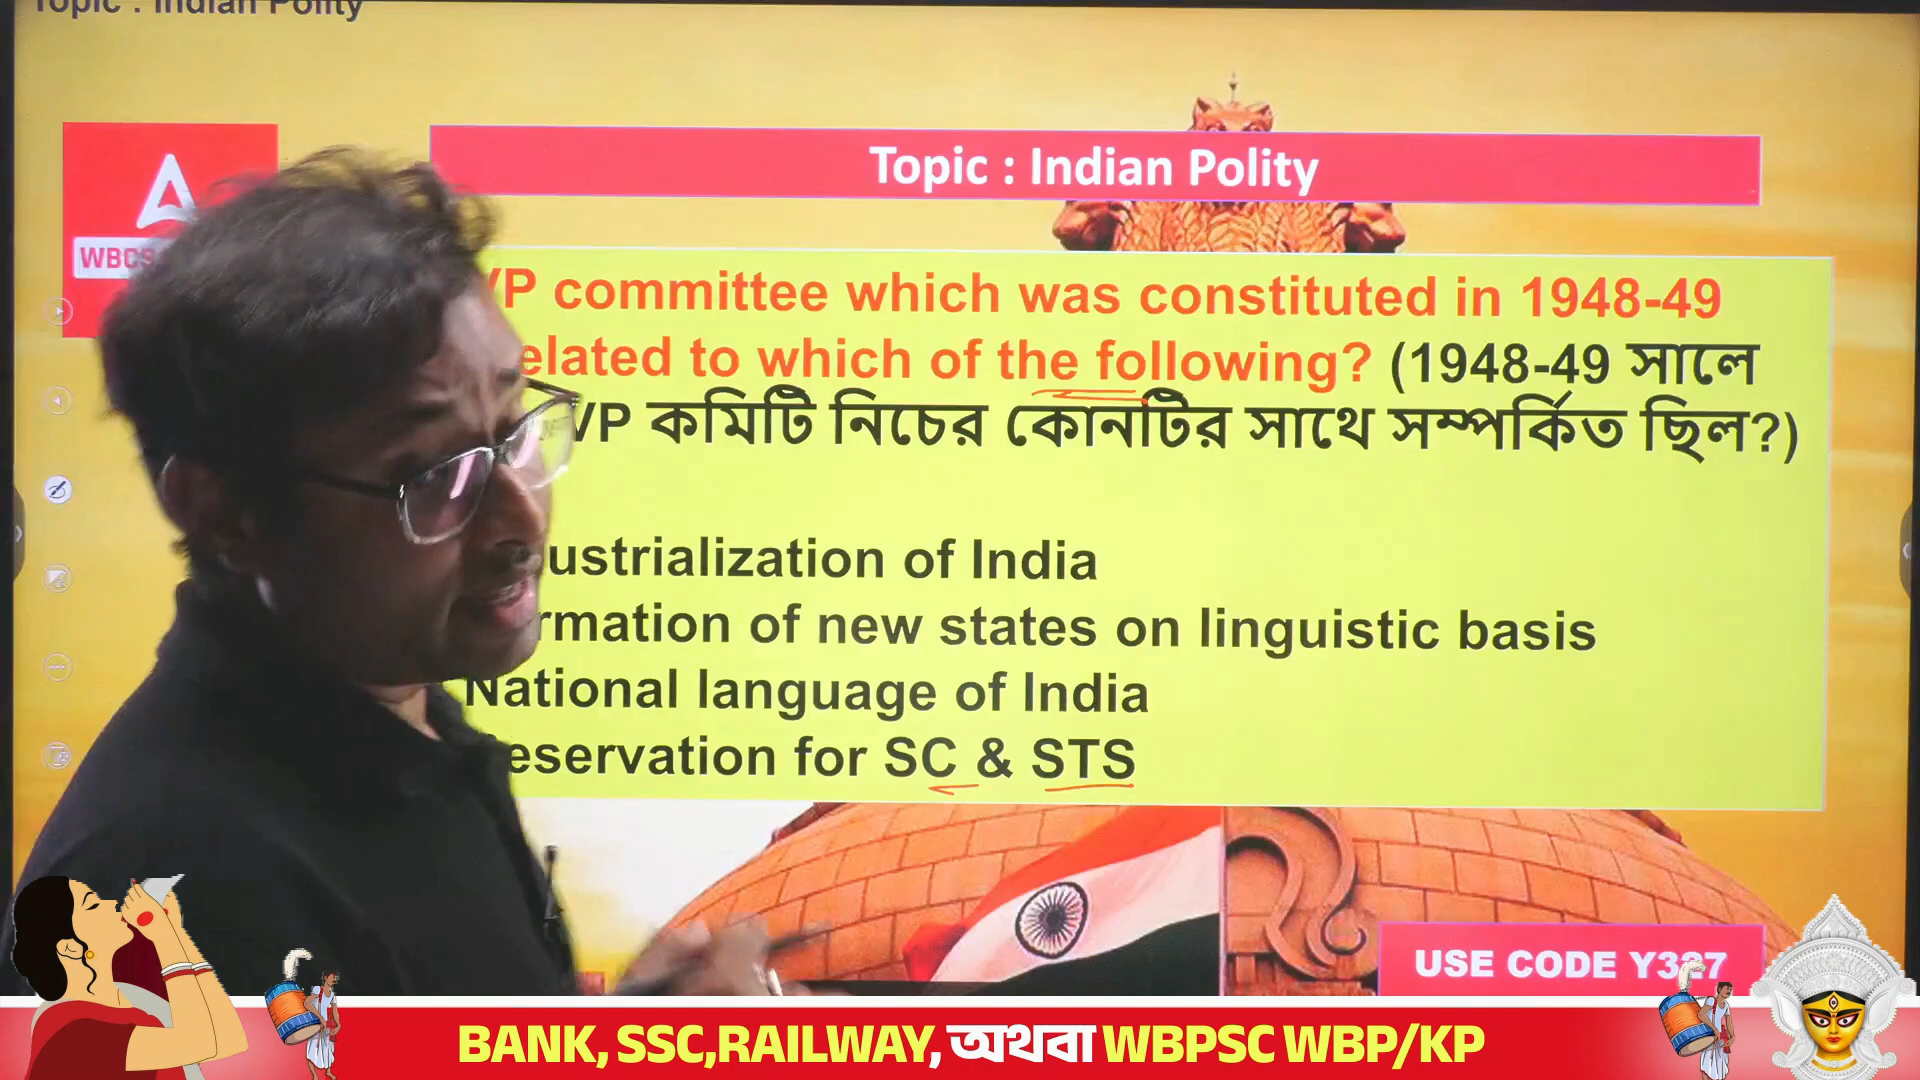 Topic : Indian Polity
Topic : Indian Polity
WBCS
VP committee which was constituted in 1948-49
elated to which of the following? (1948-49 সালে
VP কমিটি নিচের কোনটির সাথে সম্পর্কিত ছিল?)
ustrialization of India
rmation of new states on linguistic basis
National language of India
eservation for SC & STS
USE CODE Y327
BANK, SSC,RAILWAY, অথবা WBPSC WBP/KP